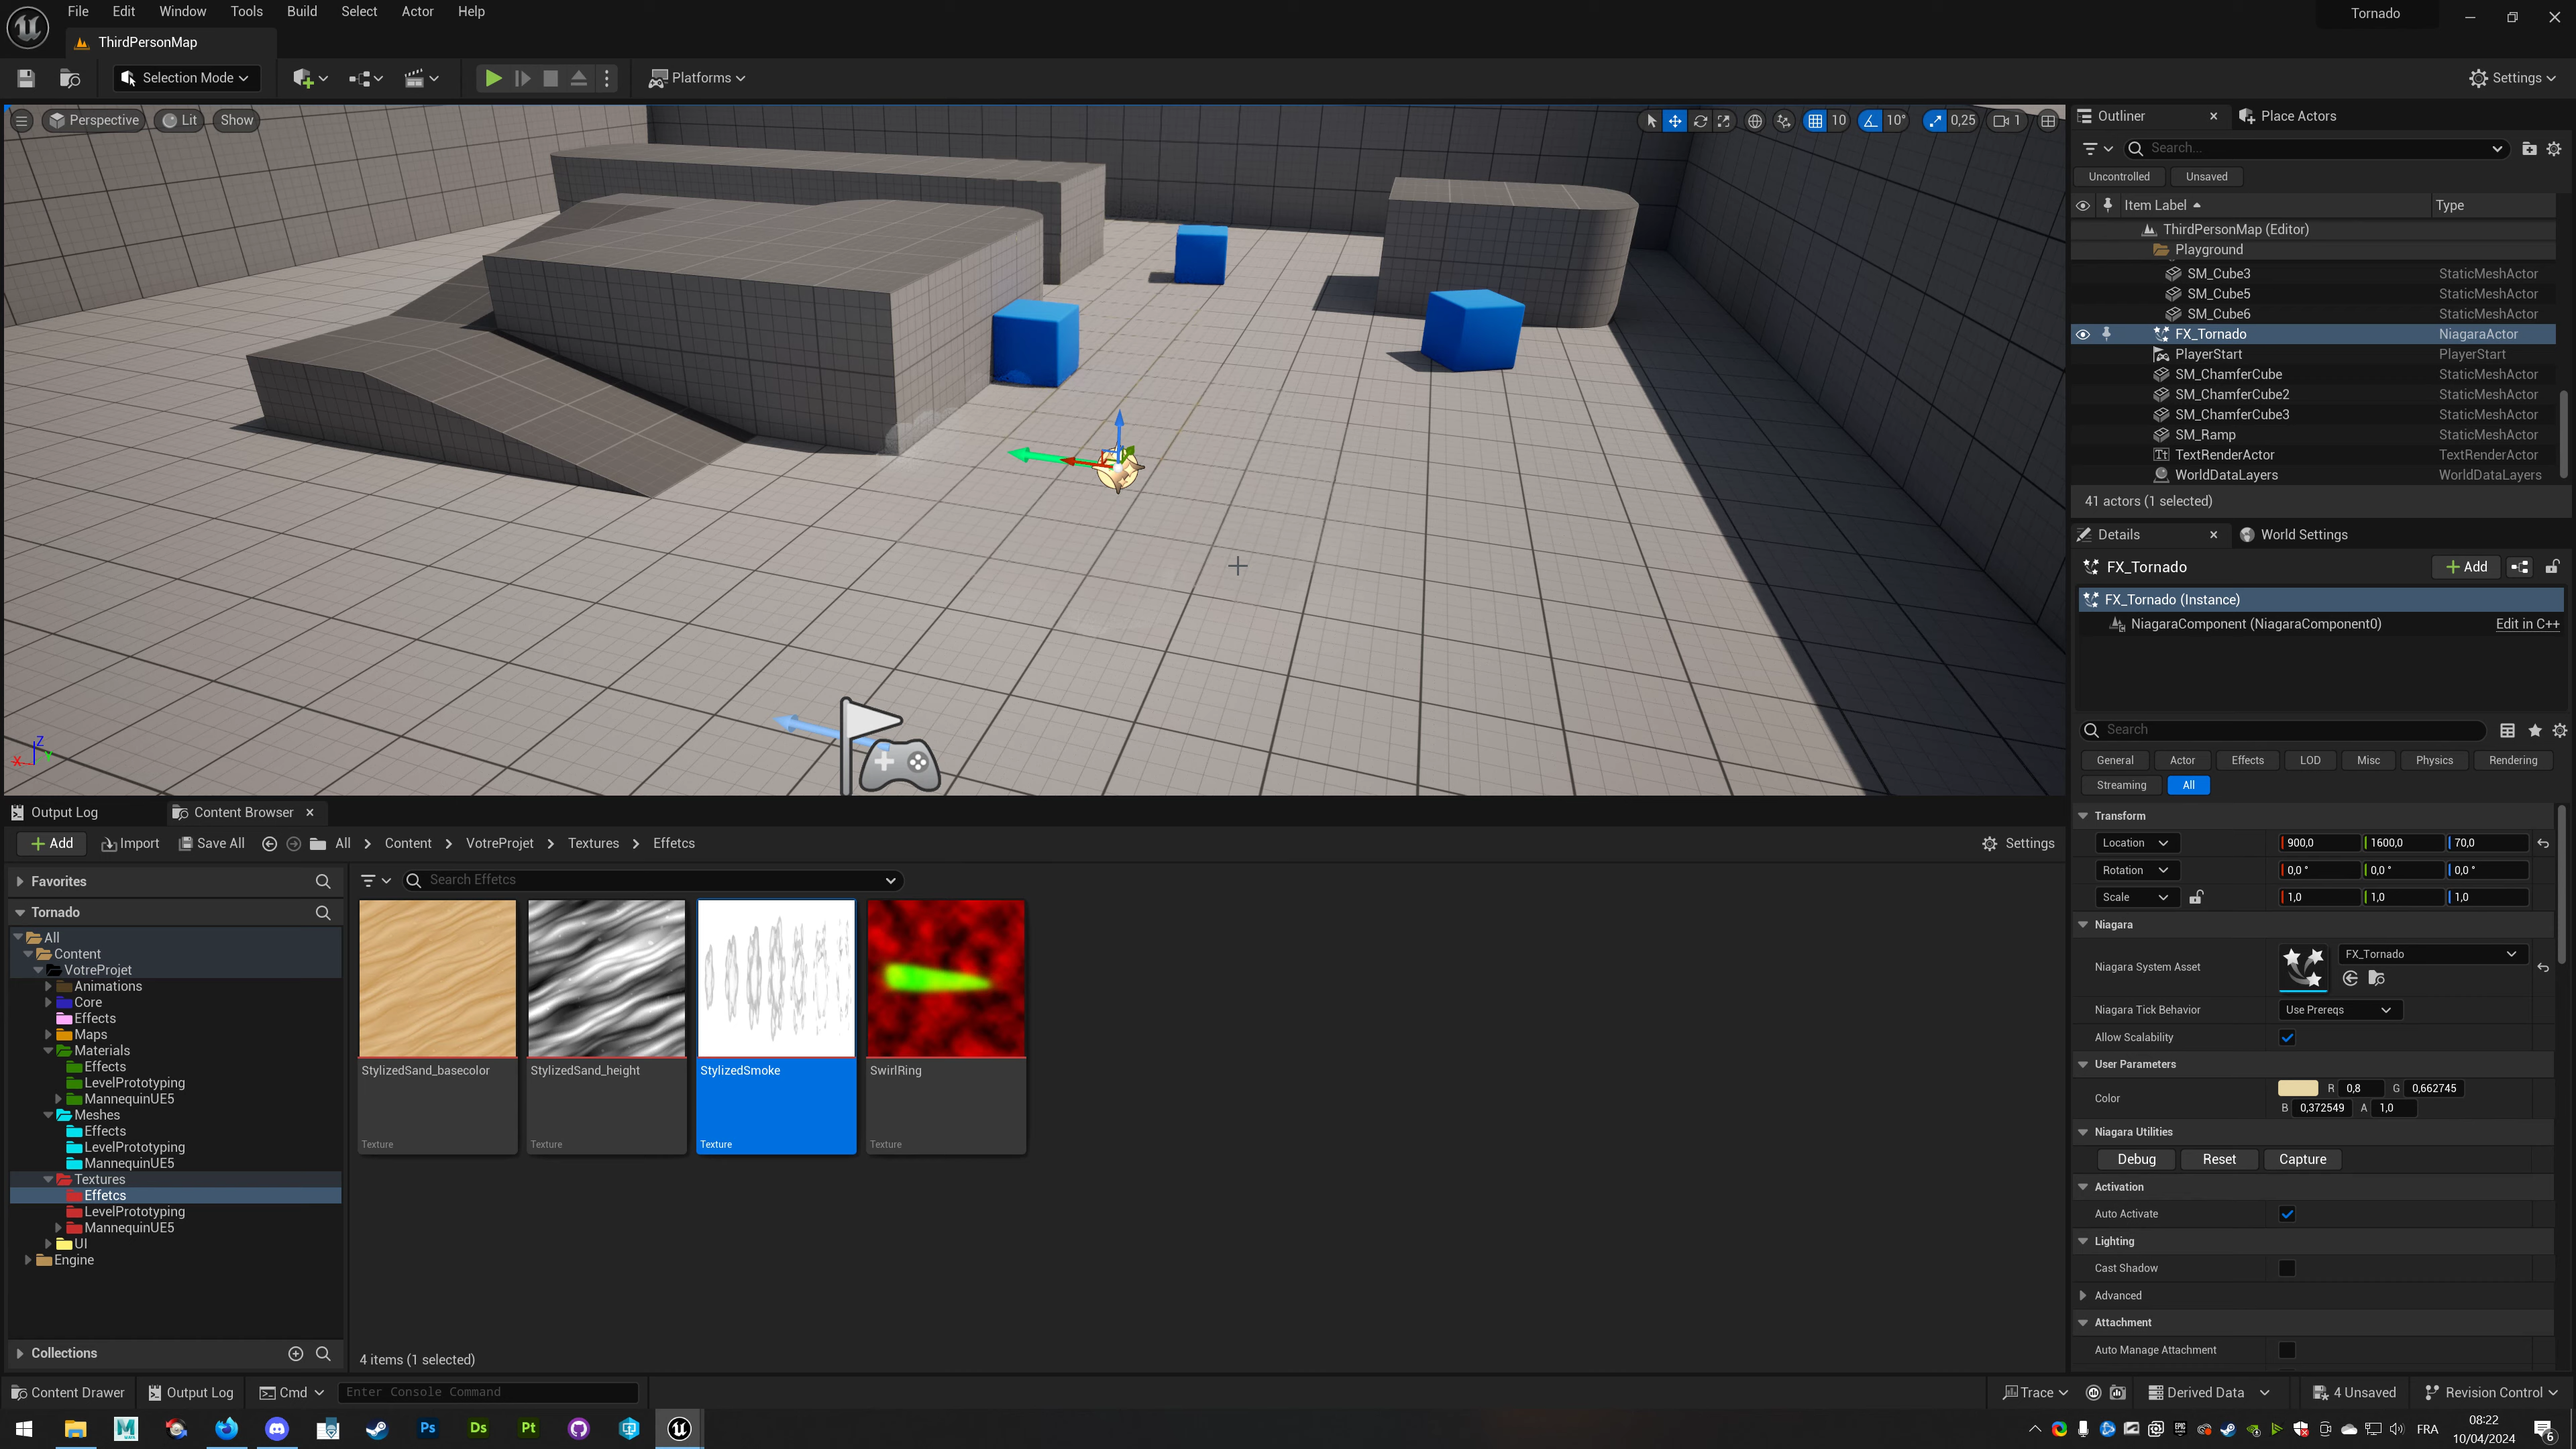 File Edit Window Tools Build Select Actor Help
Tornado
ThirdPersonMap
Selection Mode
Platforms
Settings
Perspective Lit Show
10 10° 0,25 1
Outliner Place Actors
Search...
Uncontrolled Unsaved
Item Label Type
ThirdPersonMap (Editor)
Playground
SM_Cube3 StaticMeshActor
SM_Cube5 StaticMeshActor
SM_Cube6 StaticMeshActor
FX_Tornado NiagaraActor
PlayerStart PlayerStart
SM_ChamferCube StaticMeshActor
SM_ChamferCube2 StaticMeshActor
SM_ChamferCube3 StaticMeshActor
SM_Ramp StaticMeshActor
Tt TextRenderActor TextRenderActor
WorldDataLayers WorldDataLayers
41 actors (1 selected)
Details World Settings
FX_Tornado Add
FX_Tornado (Instance)
NiagaraComponent (NiagaraComponent0) Edit in C++
Search
General Actor Effects LOD Misc Physics Rendering
Streaming All
Transform
Location 900,0 1600,0 70,0
Rotation 0,0 ° 0,0 ° 0,0 °
Scale 1,0 1,0 1,0
Niagara
Niagara System Asset FX_Tornado
Niagara Tick Behavior Use Prereqs
Allow Scalability
User Parameters
Color R 0,8 G 0,662745
B 0,372549 A 1,0
Niagara Utilities
Debug Reset Capture
Activation
Auto Activate
Lighting
Cast Shadow
Advanced
Attachment
Auto Manage Attachment
Z
X Y
Output Log Content Browser
Add Import Save All All Content VotreProjet Textures Effetcs Settings
Favorites
Search Effetcs
Tornado
All
Content
VotreProjet
Animations
Core
Effects
Maps
Materials
Effects
LevelPrototyping
MannequinUE5
Meshes
Effects
LevelPrototyping
MannequinUE5
Textures
Effetcs
LevelPrototyping
MannequinUE5
UI
Engine
Collections
StylizedSand_basecolor
Texture
StylizedSand_height
Texture
StylizedSmoke
Texture
SwirlRing
Texture
4 items (1 selected)
Content Drawer Output Log Cmd Enter Console Command
Trace Derived Data 4 Unsaved Revision Control
M Ps Ds Pt
FRA
08:22
10/04/2024
6